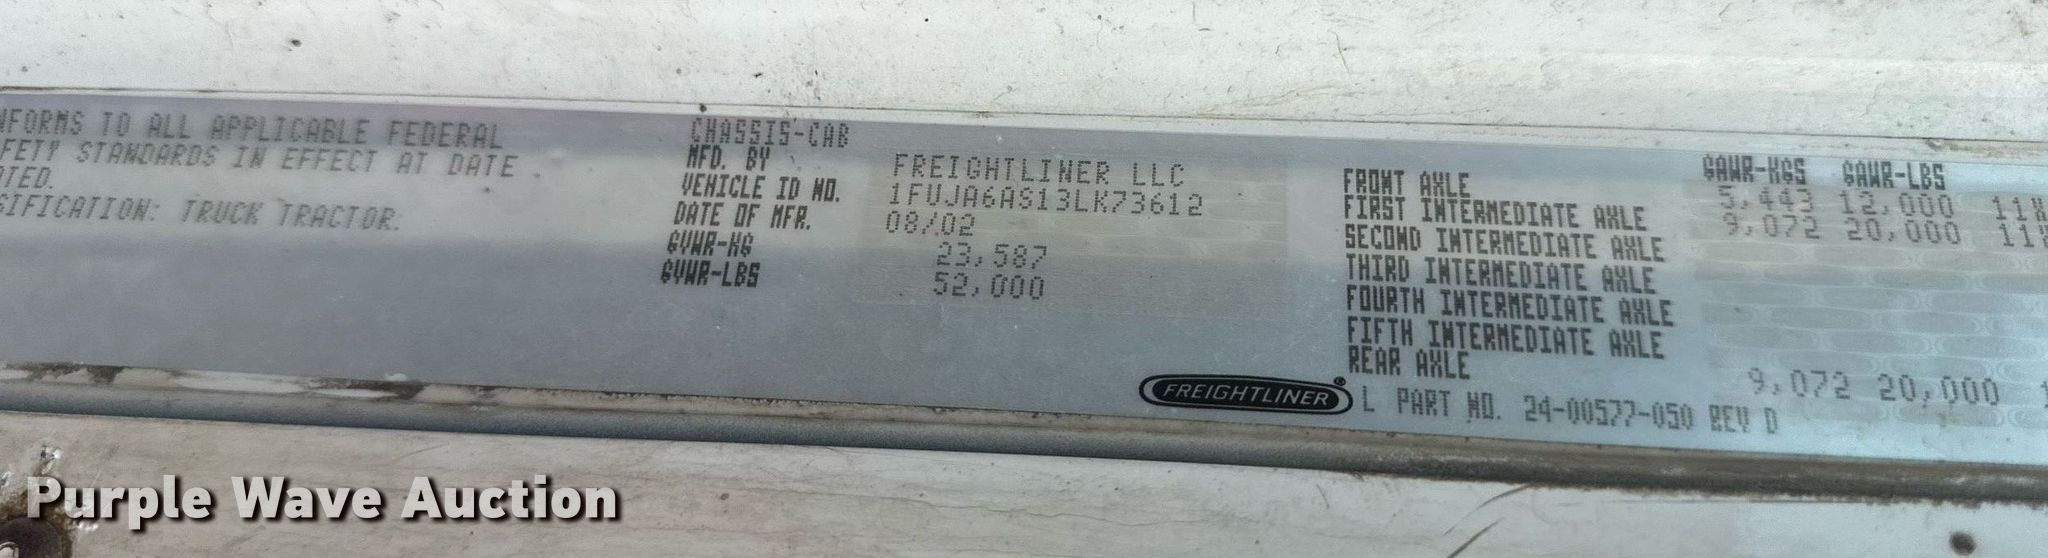 NFORMS TO ALL APPLICABLE FEDERAL
FETY STANDARDS IN EFFECT AT DATE
TED.
SIFICATION: TRUCK TRACTOR.
CHASSIS-CAB
MFD. BY FREIGHTLINER LLC
VEHICLE ID NO. 1FUJA6AS13LK73612
DATE OF MFR. 08/02
GVWR-KG 23,587
GVWR-LBS 52,000
GAWR-KGS GAWR-LBS
FRONT AXLE 5,443 12,000 11X
FIRST INTERMEDIATE AXLE 9,072 20,000 11X
SECOND INTERMEDIATE AXLE
THIRD INTERMEDIATE AXLE
FOURTH INTERMEDIATE AXLE
FIFTH INTERMEDIATE AXLE
REAR AXLE 9,072 20,000 1
FREIGHTLINER® L PART NO. 24-00577-050 REV D
Purple Wave Auction